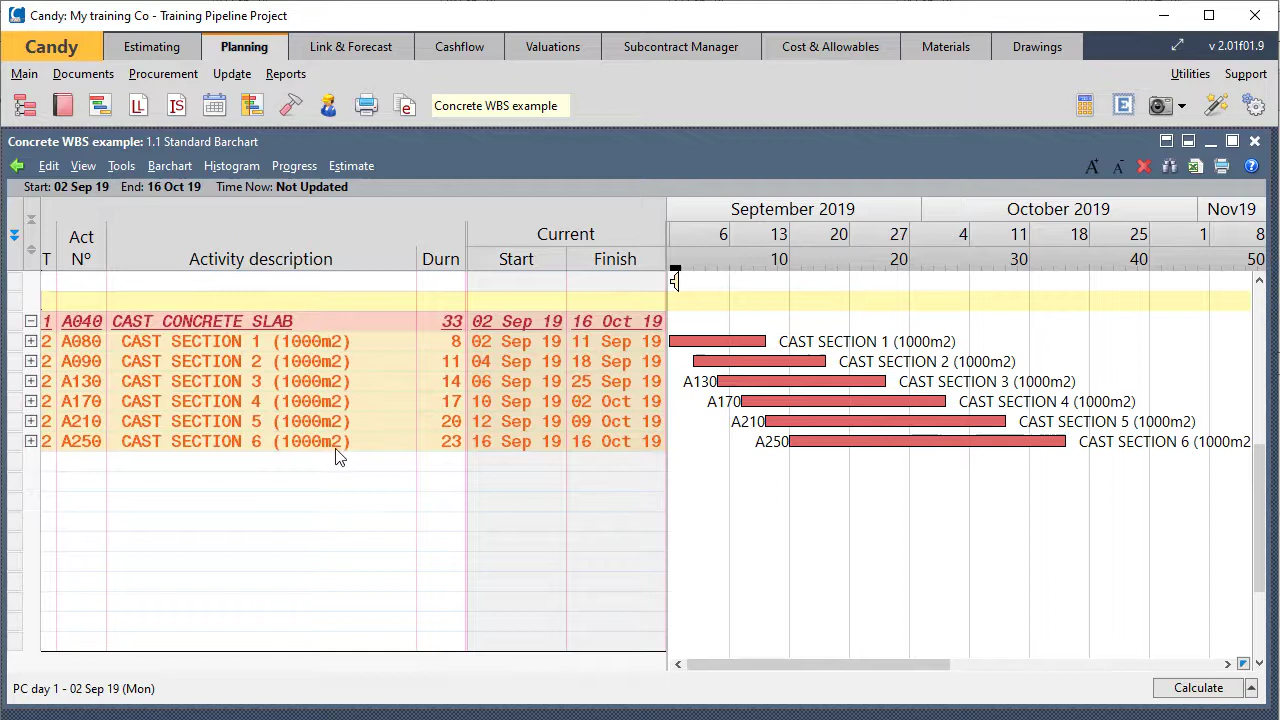 Candy: My training Co - Training Pipeline Project
Candy Estimating Planning Link & Forecast Cashflow Valuations Subcontract Manager Cost & Allowables Materials Drawings v 2.01f01.9
Main Documents Procurement Update Reports Utilities Support
Concrete WBS example
Concrete WBS example: 1.1 Standard Barchart
Edit View Tools Barchart Histogram Progress Estimate
Start: 02 Sep 19 End: 16 Oct 19 Time Now: Not Updated
September 2019 October 2019 Nov19
Act Current 6 13 20 27 4 11 18 25 1 8
T Nº Activity description Durn Start Finish 10 20 30 40 50
1 A040 CAST CONCRETE SLAB 33 02 Sep 19 16 Oct 19
2 A080 CAST SECTION 1 (1000m2) 8 02 Sep 19 11 Sep 19 CAST SECTION 1 (1000m2)
2 A090 CAST SECTION 2 (1000m2) 11 04 Sep 19 18 Sep 19 CAST SECTION 2 (1000m2)
2 A130 CAST SECTION 3 (1000m2) 14 06 Sep 19 25 Sep 19 A130 CAST SECTION 3 (1000m2)
2 A170 CAST SECTION 4 (1000m2) 17 10 Sep 19 02 Oct 19 A170 CAST SECTION 4 (1000m2)
2 A210 CAST SECTION 5 (1000m2) 20 12 Sep 19 09 Oct 19 A210 CAST SECTION 5 (1000m2)
2 A250 CAST SECTION 6 (1000m2) 23 16 Sep 19 16 Oct 19 A250 CAST SECTION 6 (1000m2
PC day 1 - 02 Sep 19 (Mon) Calculate